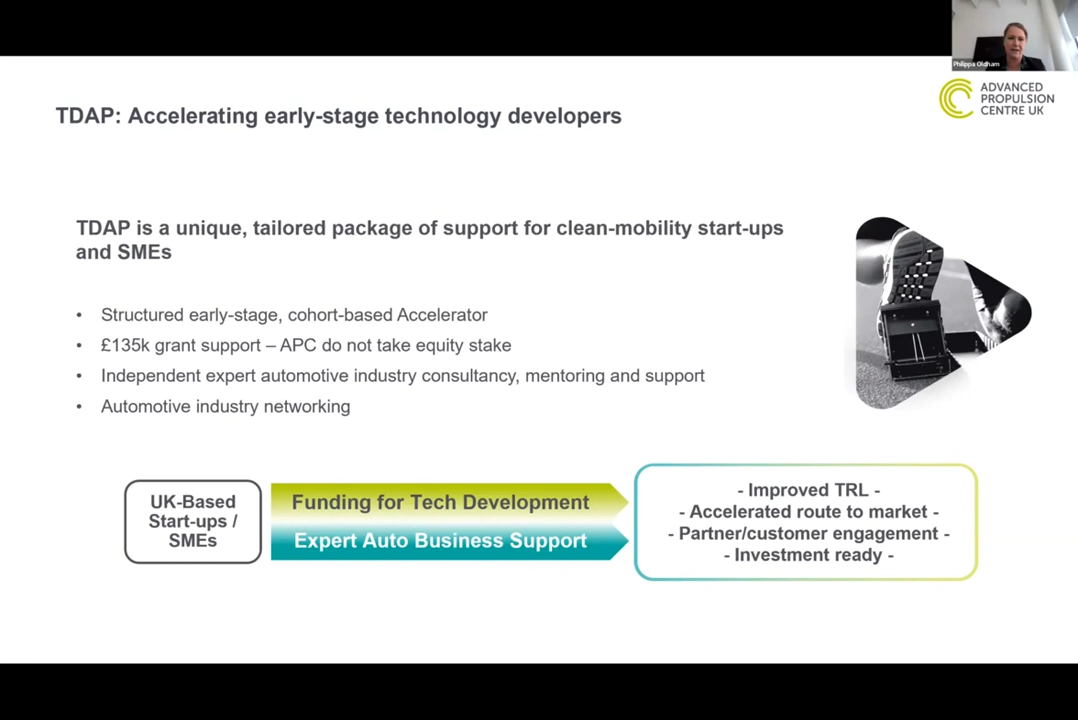 Philippa Oldham
ADVANCED
PROPULSION
CENTRE UK
TDAP: Accelerating early-stage technology developers
TDAP is a unique, tailored package of support for clean-mobility start-ups
and SMEs
• Structured early-stage, cohort-based Accelerator
• £135k grant support – APC do not take equity stake
• Independent expert automotive industry consultancy, mentoring and support
• Automotive industry networking
UK-Based
Start-ups /
SMEs
Funding for Tech Development
Expert Auto Business Support
- Improved TRL -
- Accelerated route to market -
- Partner/customer engagement -
- Investment ready -